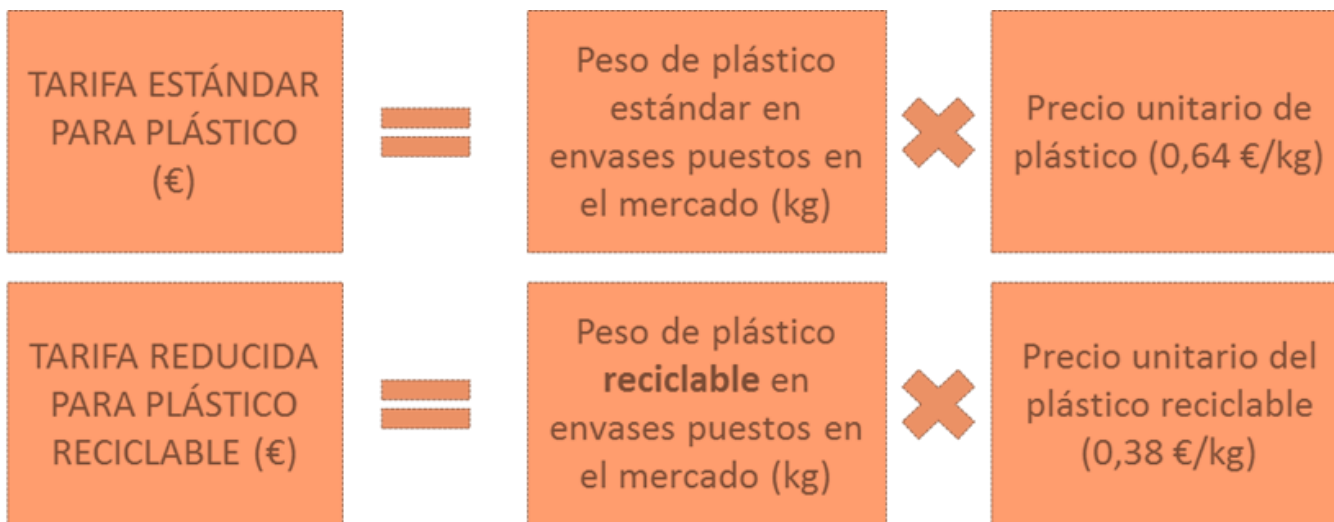 TARIFA ESTÁNDAR
PARA PLÁSTICO
(€)
Peso de plástico
estándar en
envases puestos en
el mercado (kg)
Precio unitario de
plástico (0,64 €/kg)
TARIFA REDUCIDA
PARA PLÁSTICO
RECICLABLE (€)
Peso de plástico
reciclable en
envases puestos en
el mercado (kg)
Precio unitario del
plástico reciclable
(0,38 €/kg)